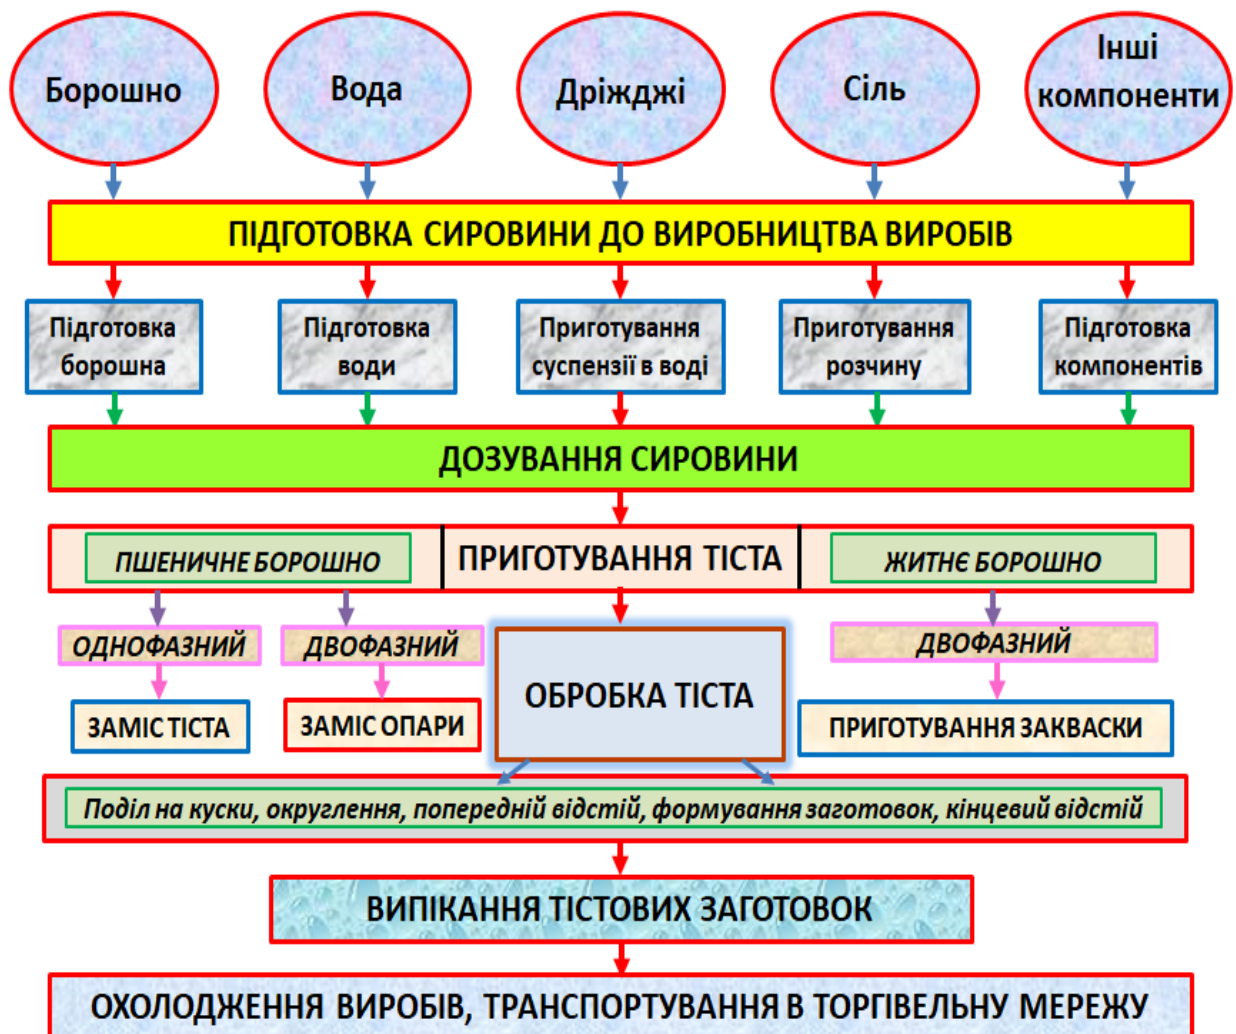 Борошно
Вода
Дріжджі
Сіль
Інші
компоненти
ПІДГОТОВКА СИРОВИНИ ДО ВИРОБНИЦТВА ВИРОБІВ
Підготовка
борошна
Підготовка
води
Приготування
суспензії в воді
Приготування
розчину
Підготовка
компонентів
ДОЗУВАННЯ СИРОВИНИ
ПШЕНИЧНЕ БОРОШНО
ПРИГОТУВАННЯ ТІСТА
ЖИТНЄ БОРОШНО
ОДНОФАЗНИЙ
ДВОФАЗНИЙ
ДВОФАЗНИЙ
ЗАМІС ТІСТА
ЗАМІС ОПАРИ
ОБРОБКА ТІСТА
ПРИГОТУВАННЯ ЗАКВАСКИ
Поділ на куски, округлення, попередній відстій, формування заготовок, кінцевий відстій
ВИПІКАННЯ ТІСТОВИХ ЗАГОТОВОК
ОХОЛОДЖЕННЯ ВИРОБІВ, ТРАНСПОРТУВАННЯ В ТОРГІВЕЛЬНУ МЕРЕЖУ